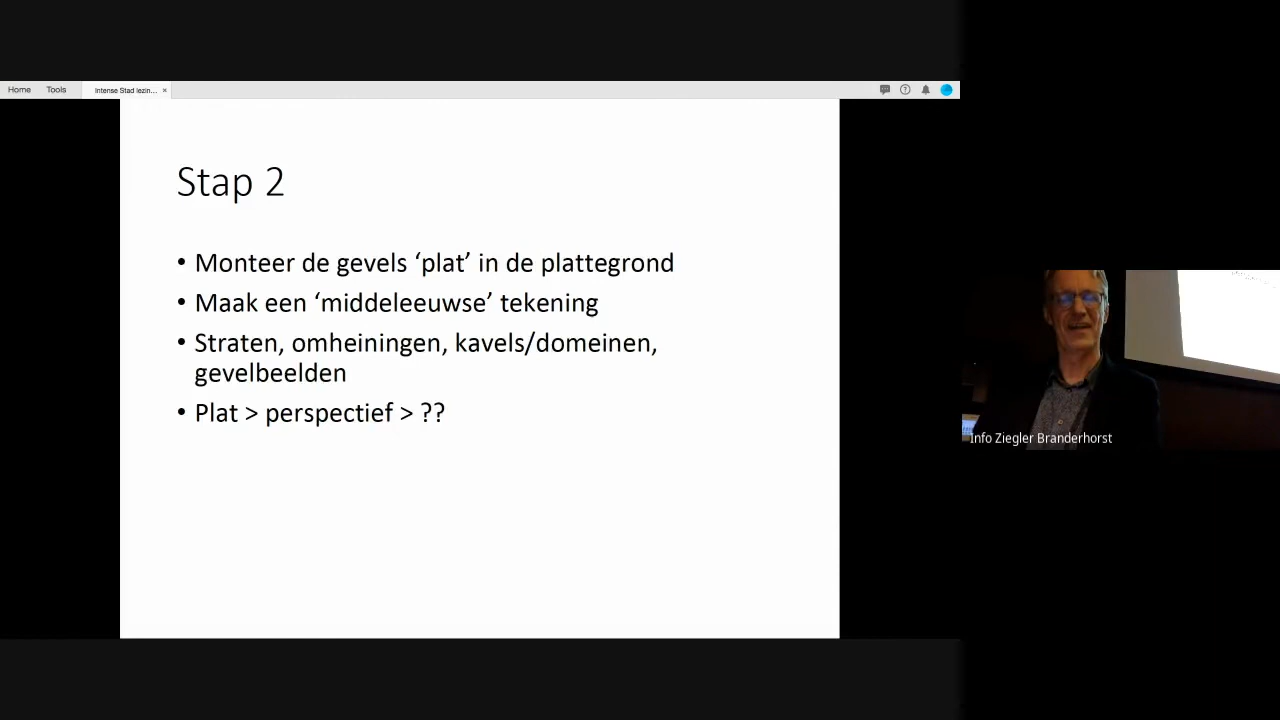 Home Tools Intense Stad lezin... ×
Stap 2
• Monteer de gevels ‘plat’ in de plattegrond
• Maak een ‘middeleeuwse’ tekening
• Straten, omheiningen, kavels/domeinen,
gevelbeelden
• Plat > perspectief > ??
Info Ziegler Branderhorst